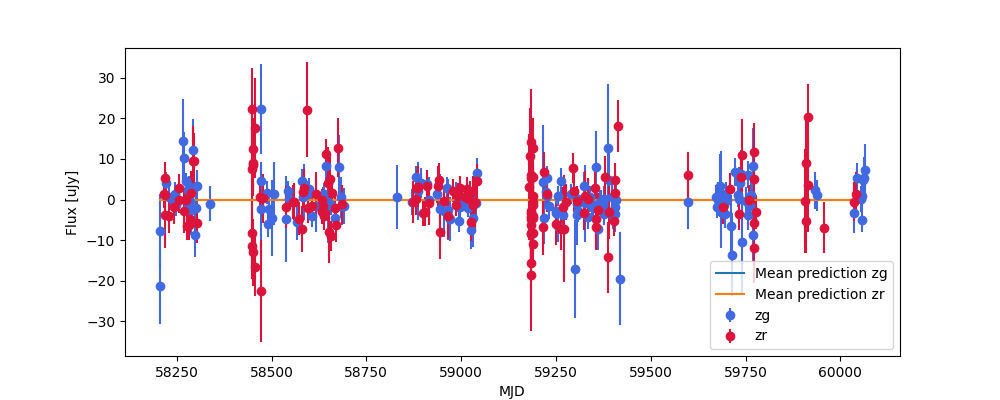 30
20
10
0
−10
−20
−30
Flux [uJy]
58250
58500
58750
59000
59250
59500
59750
60000
MJD
Mean prediction zg
Mean prediction zr
zg
zr